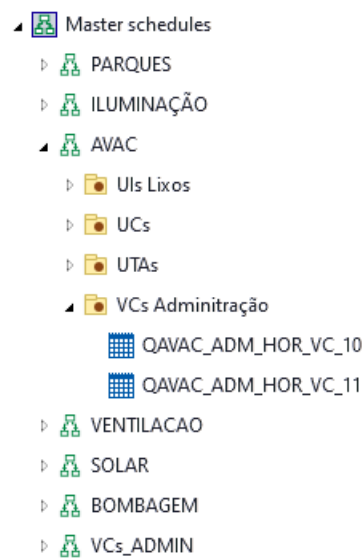 Master schedules
PARQUES
ILUMINAÇÃO
AVAC
UIs Lixos
UCs
UTAs
VCs Adminitração
QAVAC_ADM_HOR_VC_10
QAVAC_ADM_HOR_VC_11
VENTILACAO
SOLAR
BOMBAGEM
VCs_ADMIN